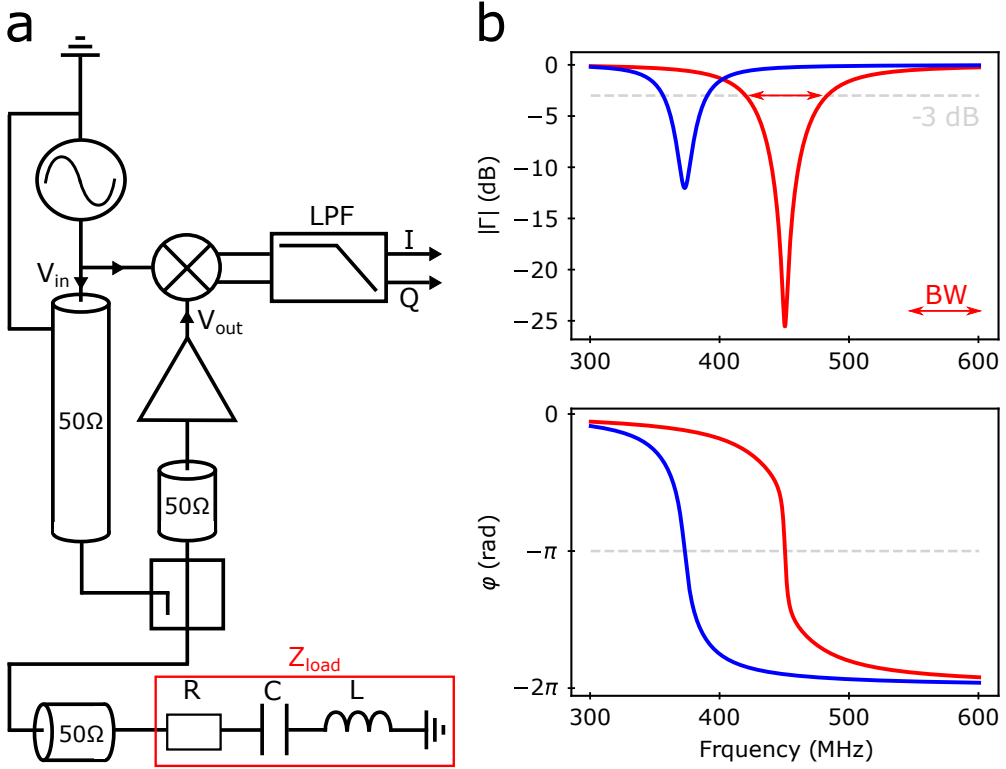 a
LPF
I
Q
V_in
V_out
50Ω
50Ω
Z_load
R
C
L
50Ω
b
|Γ| (dB)
0
−5
−10
−15
−20
−25
-3 dB
BW
300
400
500
600
φ (rad)
0
−π
−2π
300
400
500
600
Frquency (MHz)